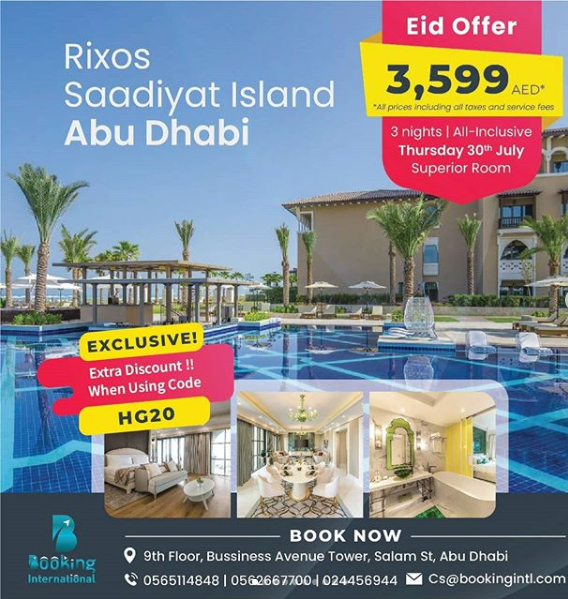 Eid Offer
3,599 AED*
*All prices including all taxes and service fees
3 nights | All-Inclusive
Thursday 30th July
Superior Room
Rixos
Saadiyat Island
Abu Dhabi
EXCLUSIVE!
Extra Discount !!
When Using Code
HG20
BOOK NOW
9th Floor, Bussiness Avenue Tower, Salam St, Abu Dhabi
0565114848 | 0562667700 | 024456944
Cs@bookingintl.com
Booking
International